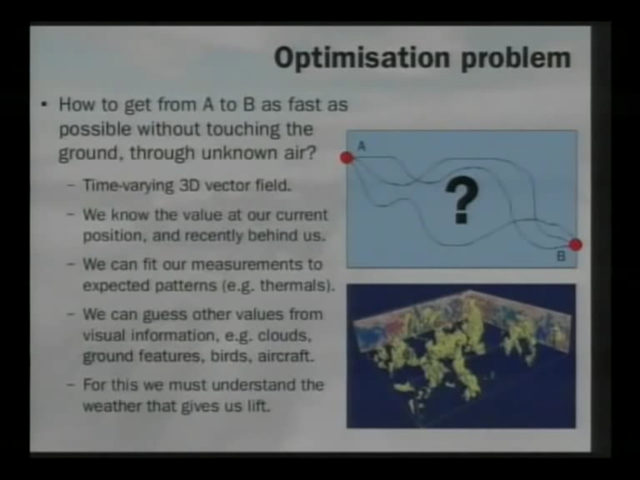 Optimisation problem
• How to get from A to B as fast as
possible without touching the
ground, through unknown air?
– Time-varying 3D vector field.
– We know the value at our current
position, and recently behind us.
– We can fit our measurements to
expected patterns (e.g. thermals).
– We can guess other values from
visual information, e.g. clouds,
ground features, birds, aircraft.
– For this we must understand the
weather that gives us lift.
A
?
B